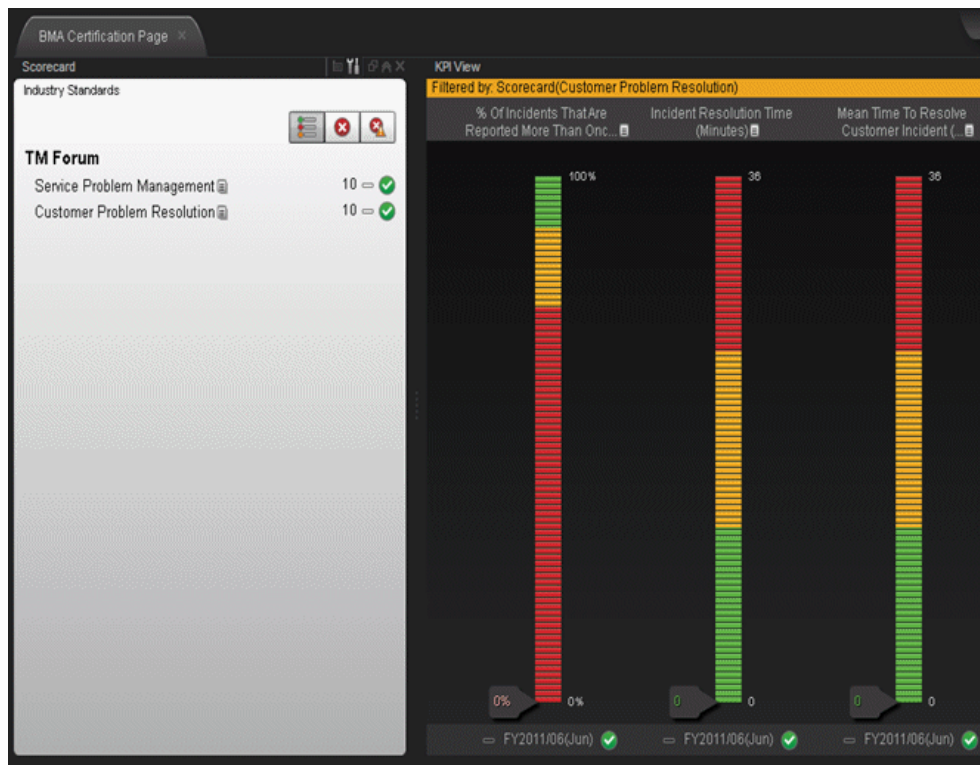 BMA Certification Page
Scorecard
Industry Standards
TM Forum
Service Problem Management 10
Customer Problem Resolution 10
KPI View
Filtered by: Scorecard(Customer Problem Resolution)
% Of Incidents That Are
Reported More Than Onc...
Incident Resolution Time
(Minutes)
Mean Time To Resolve
Customer Incident (...
100%
36
36
0%
0%
0
0
0
0
FY2011/06(Jun)
FY2011/06(Jun)
FY2011/06(Jun)